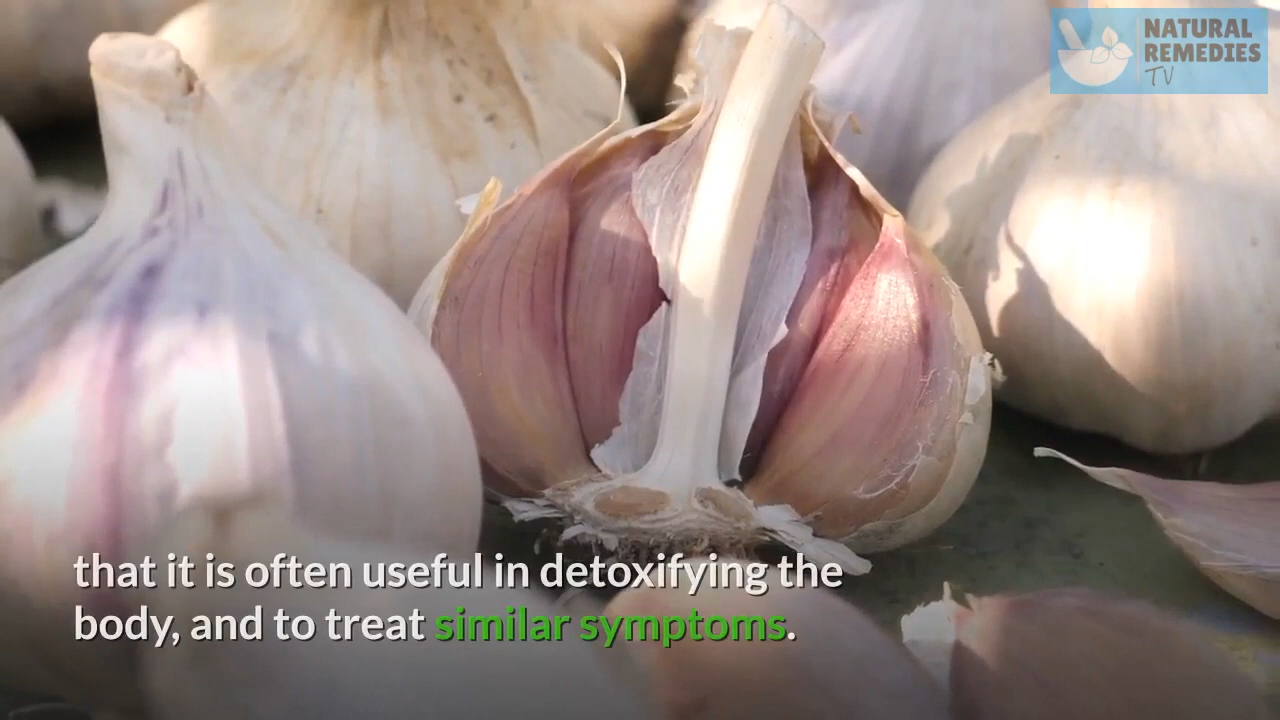 NATURAL
REMEDIES
TV
that it is often useful in detoxifying the
body, and to treat similar symptoms.